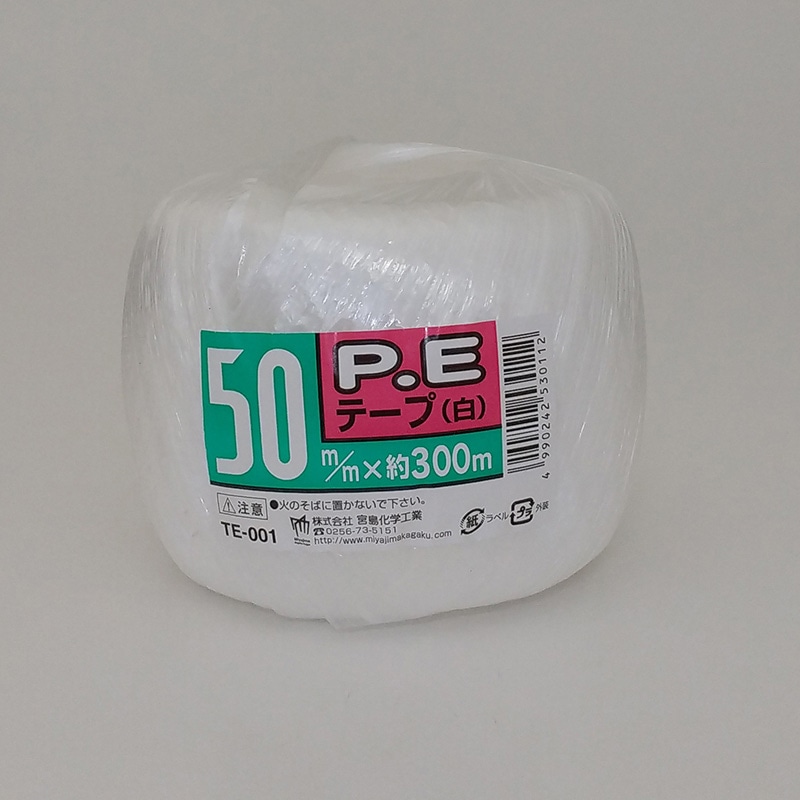 50
P.E
テープ(白)
m/m×約300m
4 990242 530112
注意 ●火のそばに置かないで下さい。
TE-001
株式会社 宮島化学工業
☎0256-73-5151
http://www.miyajimakagaku.com/
紙 ラベル プラ 外装